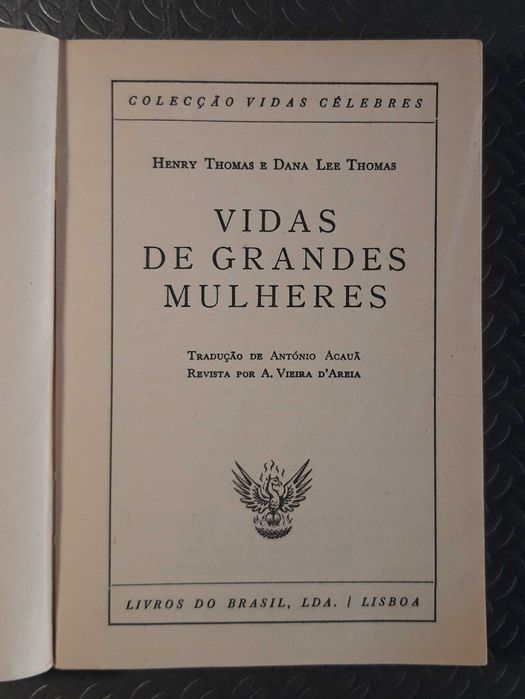 COLECÇÃO VIDAS CÉLEBRES
HENRY THOMAS E DANA LEE THOMAS
VIDAS
DE GRANDES
MULHERES
TRADUÇÃO DE ANTÓNIO ACAUÃ
REVISTA POR A. VIEIRA D'AREIA
LIVROS DO BRASIL, LDA. / LISBOA